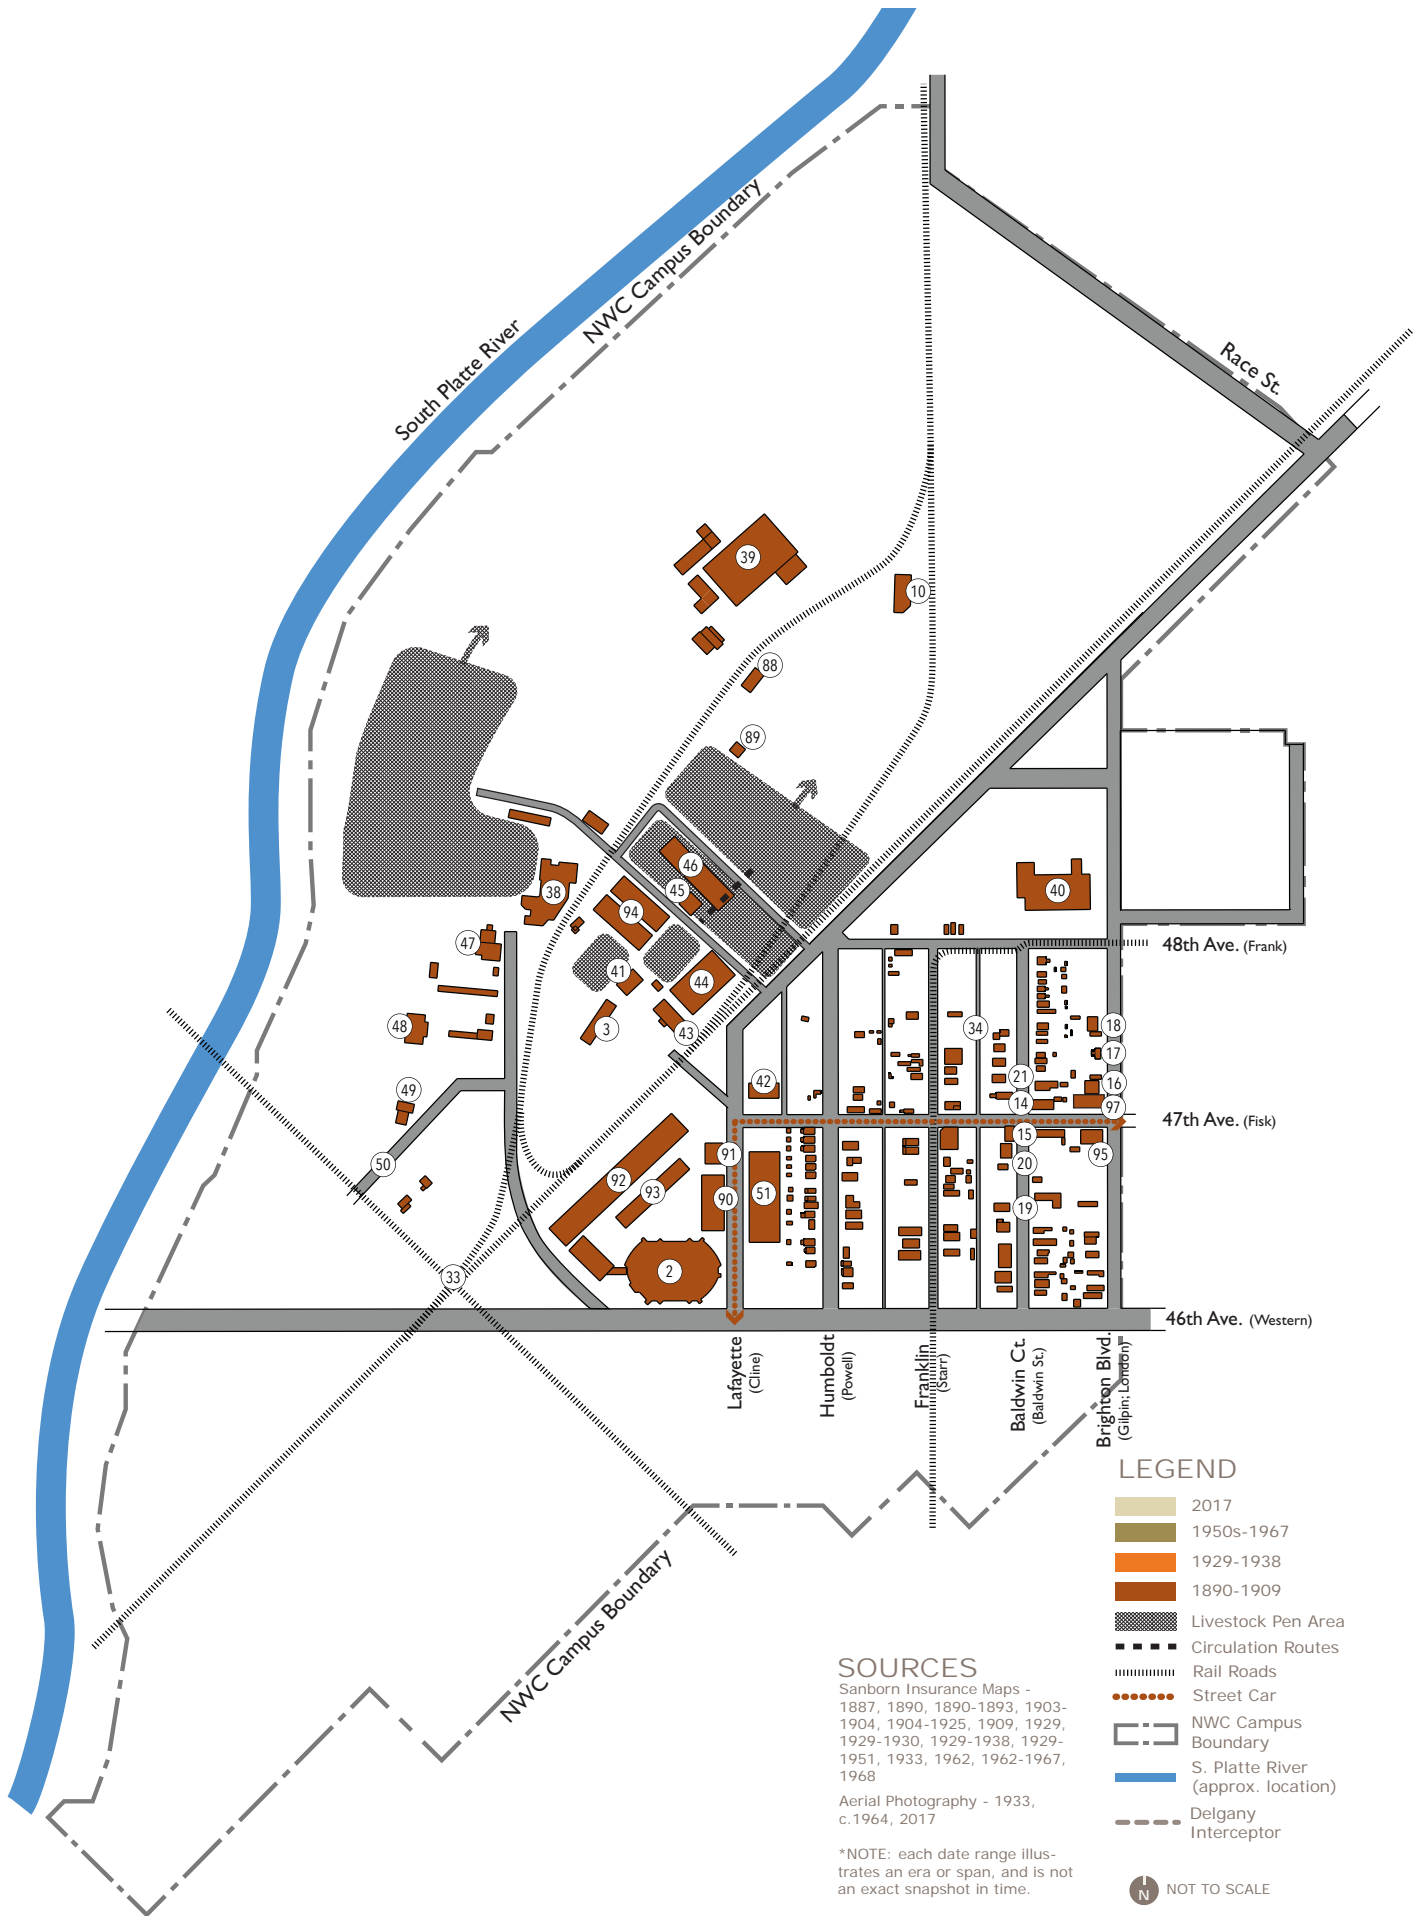 NWC Campus Boundary
South Platte River
Race St.
39
10
88
89
46
45
38
94
40
47
48th Ave. (Frank)
41
44
48
3
43
34
18
17
42
21
16
49
14
97
47th Ave. (Fisk)
15
91
95
50
20
92
93
90
51
19
2
33
46th Ave. (Western)
Lafayette
(Cline)
Humboldt
(Powell)
Franklin
(Starr)
Baldwin Ct.
(Baldwin St.)
Brighton Blvd.
(Gilpin; London)
NWC Campus Boundary
LEGEND
2017
1950s-1967
1929-1938
1890-1909
Livestock Pen Area
Circulation Routes
Rail Roads
Street Car
NWC Campus
Boundary
S. Platte River
(approx. location)
Delgany
Interceptor
N
NOT TO SCALE
SOURCES
Sanborn Insurance Maps -
1887, 1890, 1890-1893, 1903-
1904, 1904-1925, 1909, 1929,
1929-1930, 1929-1938, 1929-
1951, 1933, 1962, 1962-1967,
1968
Aerial Photography - 1933,
c.1964, 2017
*NOTE: each date range illus-
trates an era or span, and is not
an exact snapshot in time.